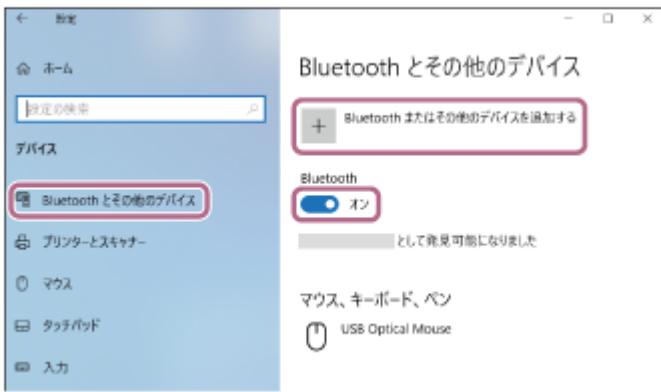 設定
ホーム
設定の検索
デバイス
Bluetooth とその他のデバイス
プリンターとスキャナー
マウス
タッチパッド
入力
Bluetooth とその他のデバイス
Bluetooth またはその他のデバイスを追加する
Bluetooth
オン
として発見可能になりました
マウス、キーボード、ペン
USB Optical Mouse